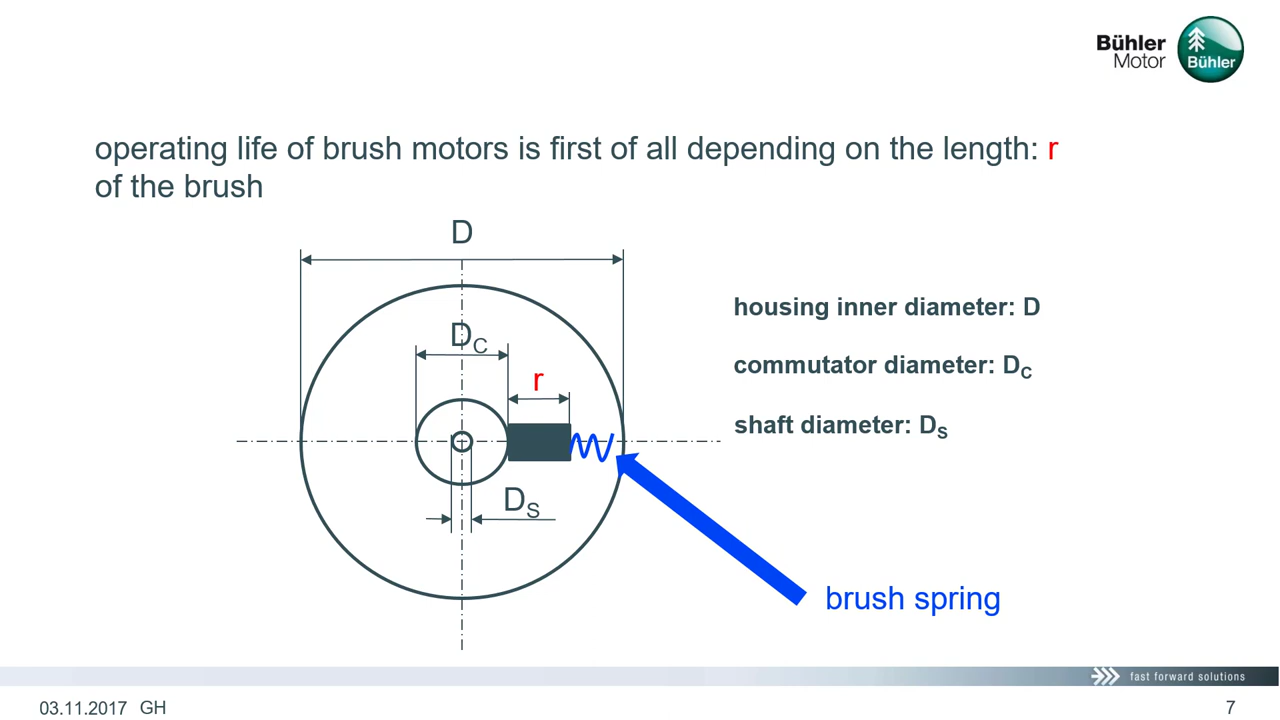 Bühler
Motor
Bühler
operating life of brush motors is first of all depending on the length: r
of the brush
D
D_C
r
D_S
housing inner diameter: D
commutator diameter: D_C
shaft diameter: D_S
brush spring
fast forward solutions
03.11.2017 GH
7